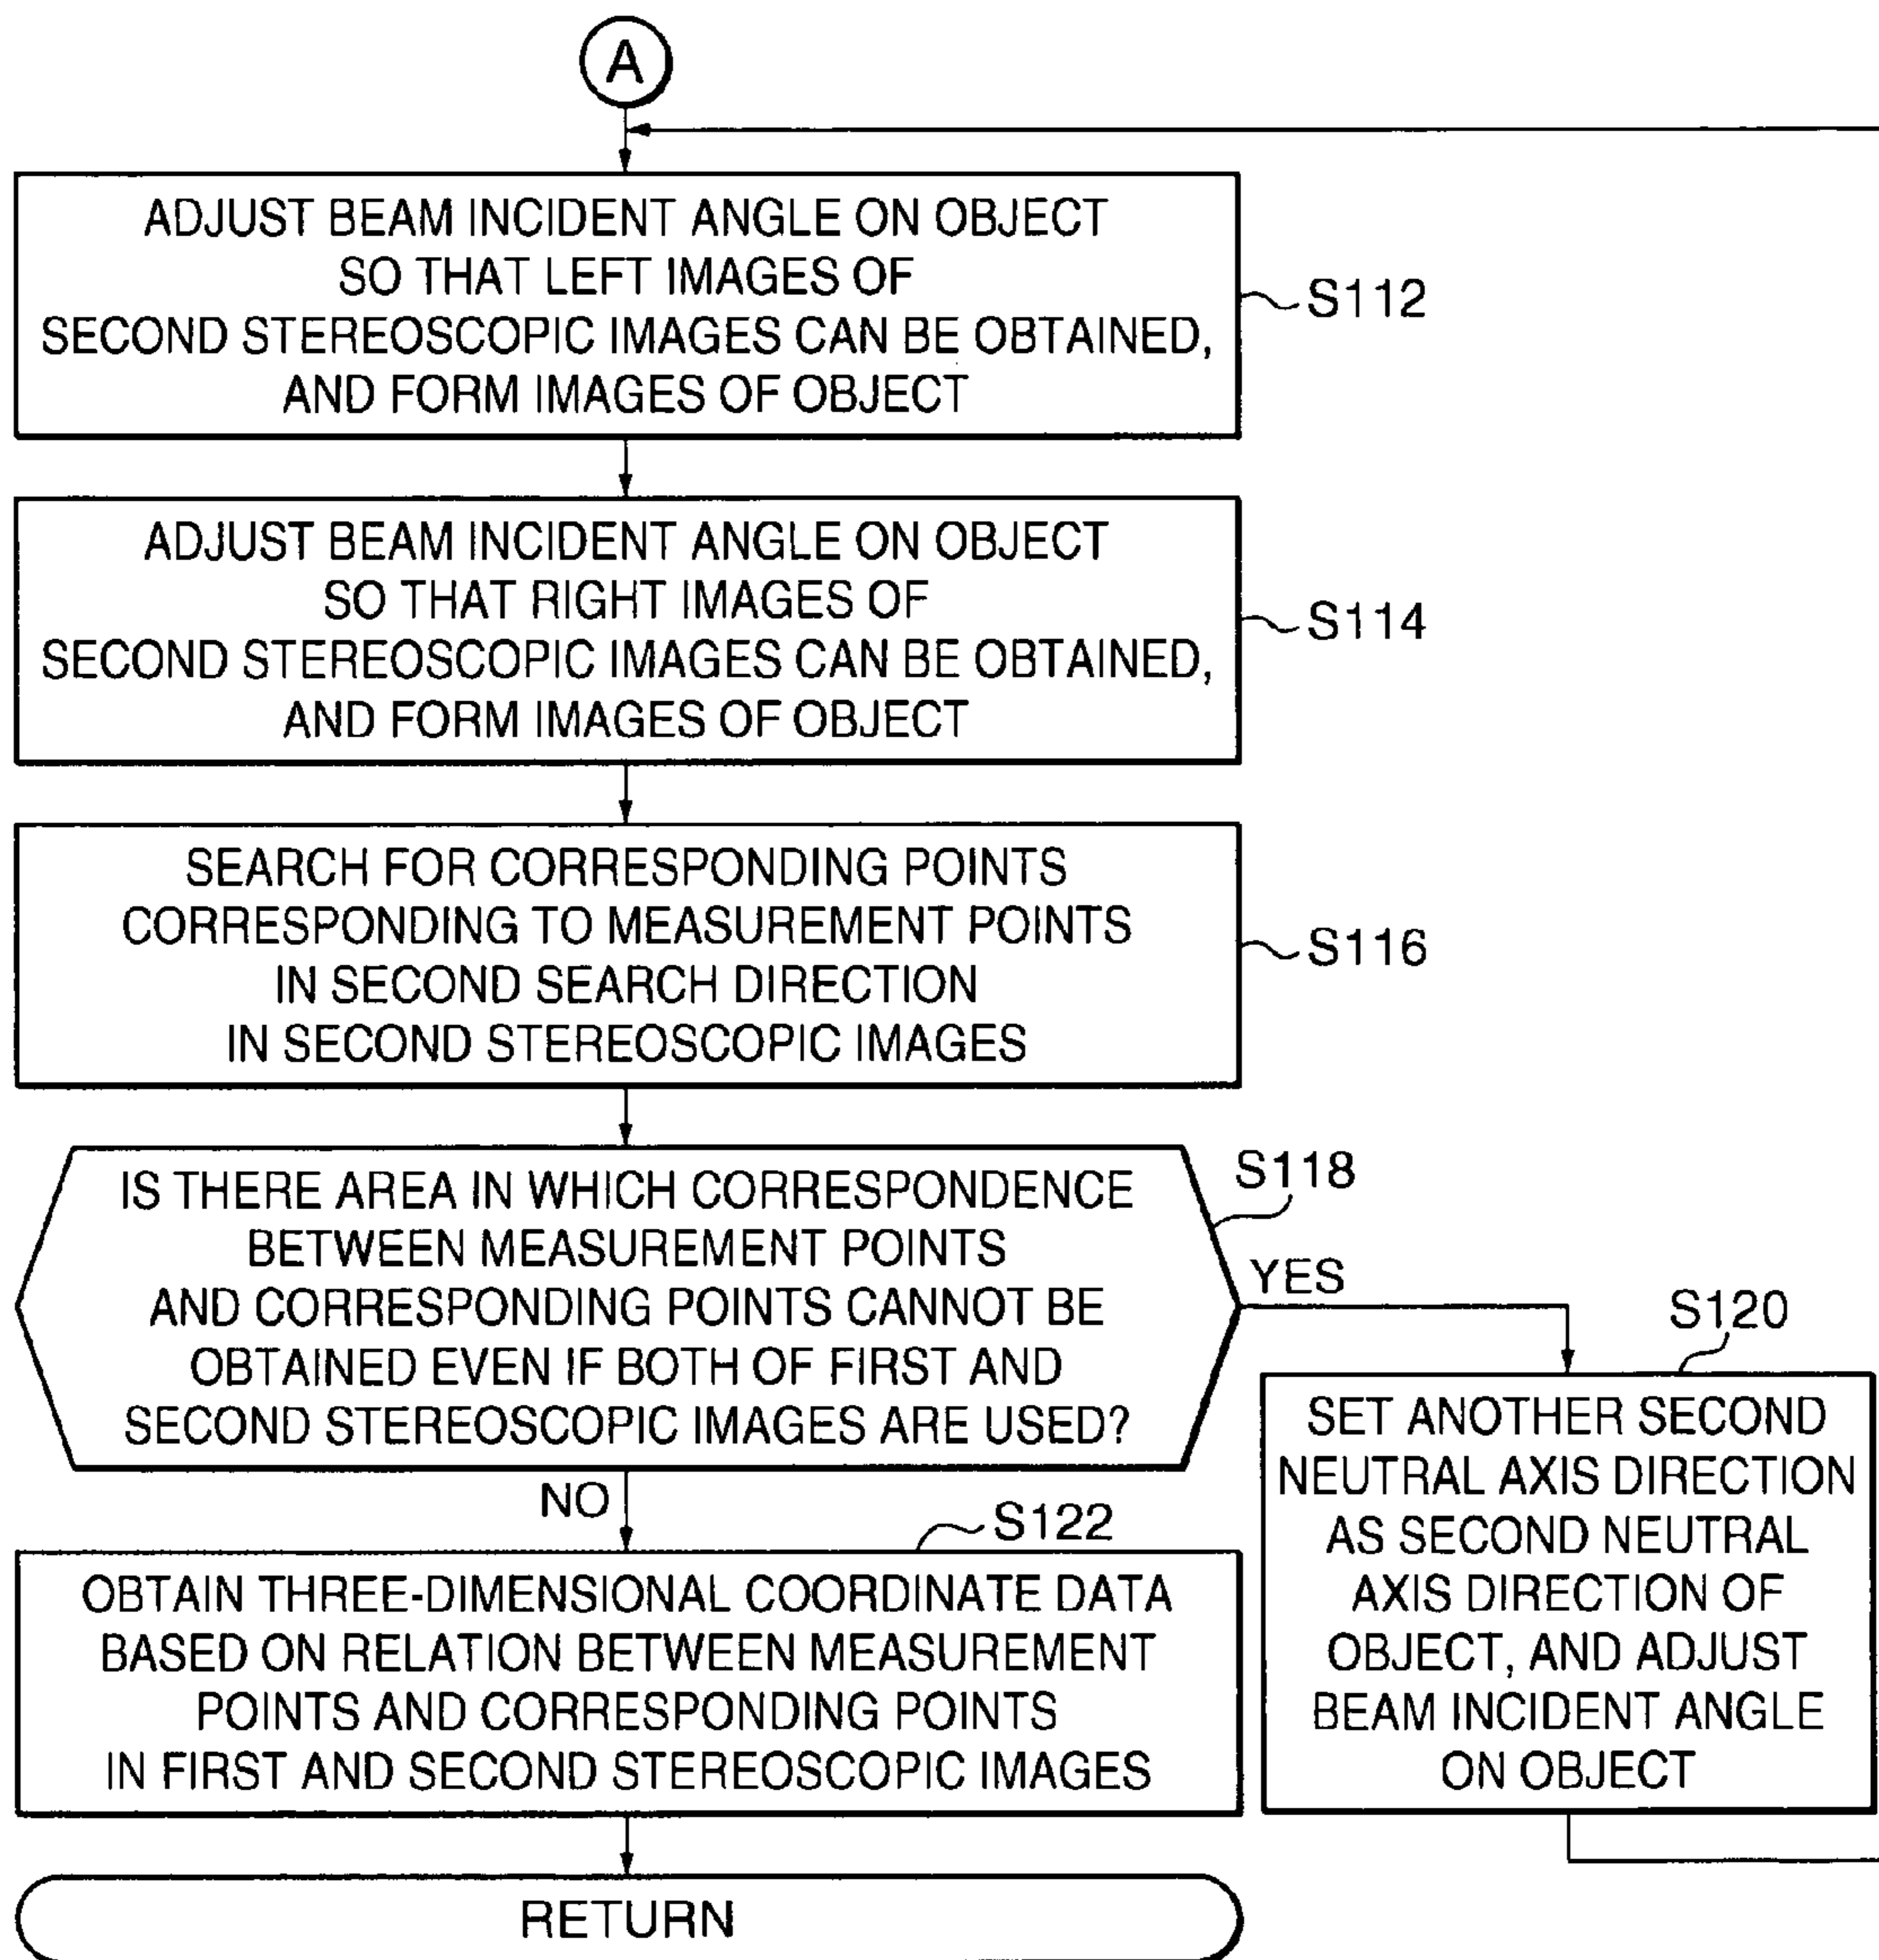 A
ADJUST BEAM INCIDENT ANGLE ON OBJECT
SO THAT LEFT IMAGES OF
SECOND STEREOSCOPIC IMAGES CAN BE OBTAINED,
AND FORM IMAGES OF OBJECT
S112
ADJUST BEAM INCIDENT ANGLE ON OBJECT
SO THAT RIGHT IMAGES OF
SECOND STEREOSCOPIC IMAGES CAN BE OBTAINED,
AND FORM IMAGES OF OBJECT
S114
SEARCH FOR CORRESPONDING POINTS
CORRESPONDING TO MEASUREMENT POINTS
IN SECOND SEARCH DIRECTION
IN SECOND STEREOSCOPIC IMAGES
S116
IS THERE AREA IN WHICH CORRESPONDENCE
BETWEEN MEASUREMENT POINTS
AND CORRESPONDING POINTS CANNOT BE
OBTAINED EVEN IF BOTH OF FIRST AND
SECOND STEREOSCOPIC IMAGES ARE USED?
S118
YES
S120
SET ANOTHER SECOND
NEUTRAL AXIS DIRECTION
AS SECOND NEUTRAL
AXIS DIRECTION OF
OBJECT, AND ADJUST
BEAM INCIDENT ANGLE
ON OBJECT
NO
S122
OBTAIN THREE-DIMENSIONAL COORDINATE DATA
BASED ON RELATION BETWEEN MEASUREMENT
POINTS AND CORRESPONDING POINTS
IN FIRST AND SECOND STEREOSCOPIC IMAGES
RETURN